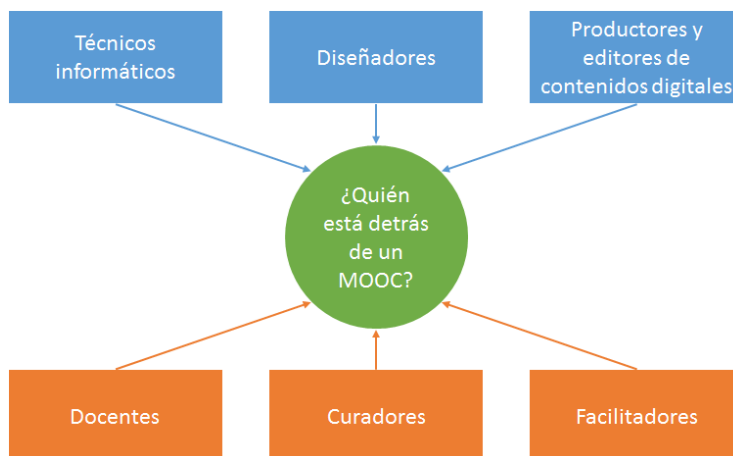 Técnicos
informáticos
Diseñadores
Productores y
editores de
contenidos digitales
¿Quién
está detrás
de un
MOOC?
Docentes
Curadores
Facilitadores